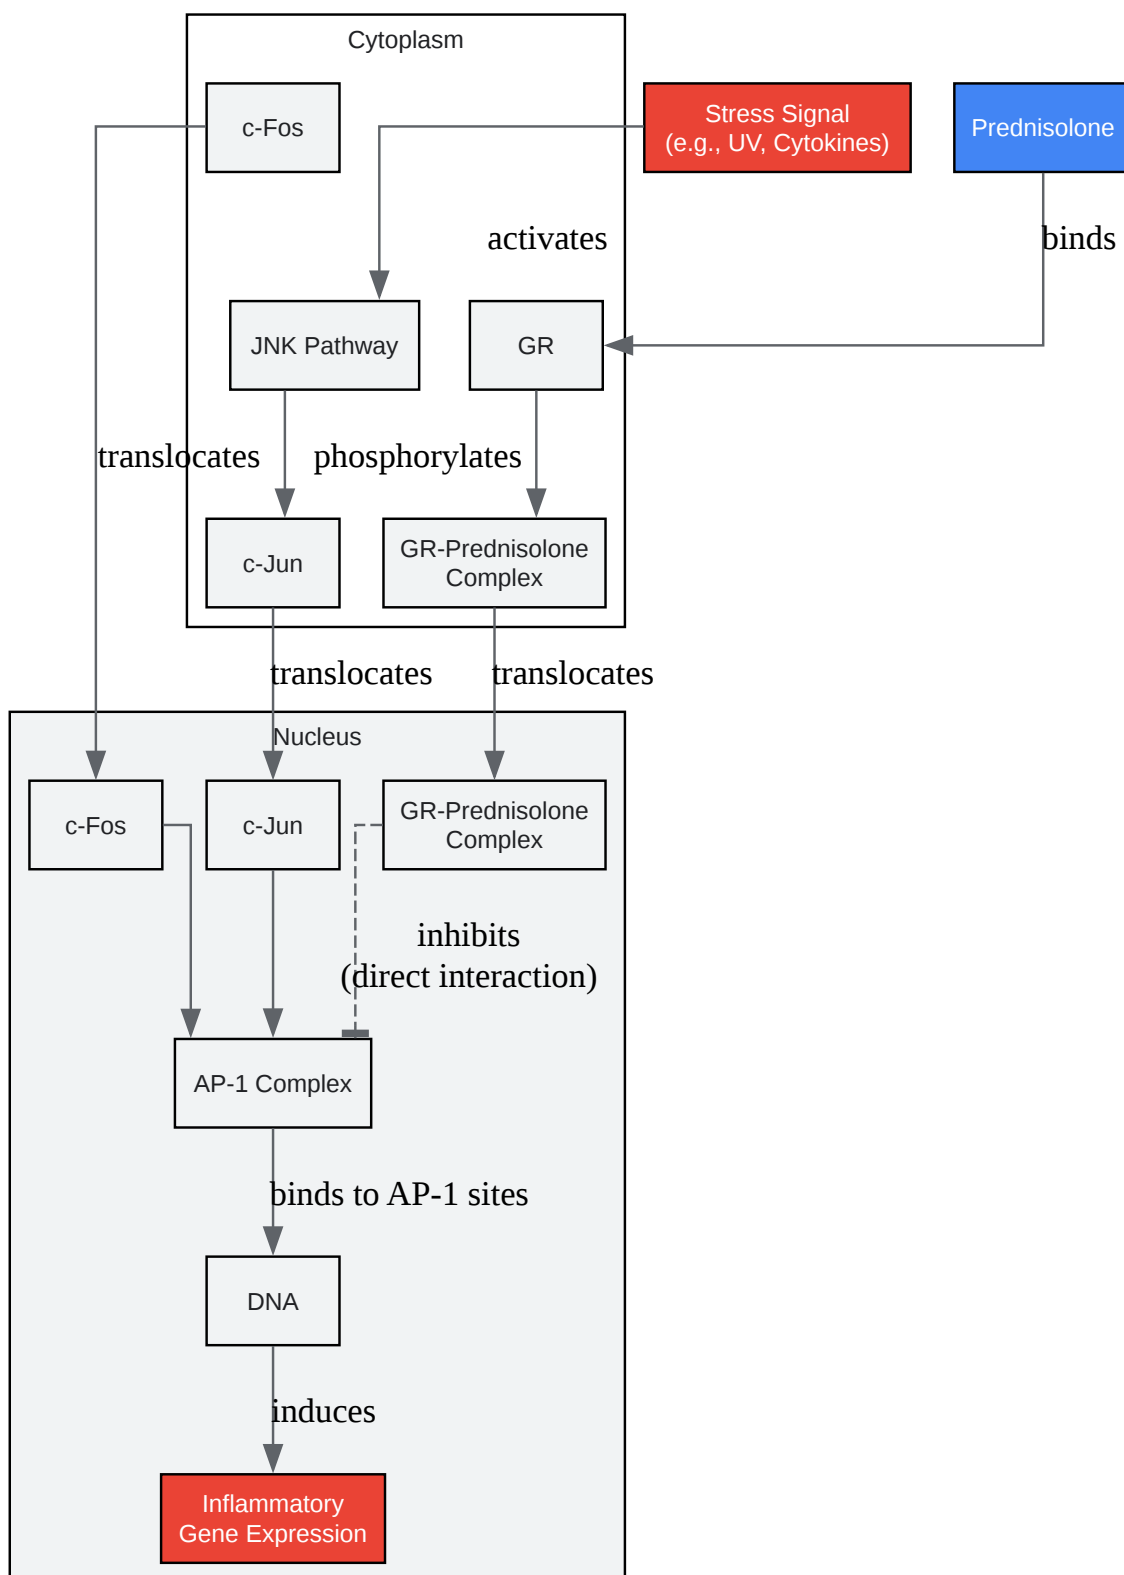 Cytoplasm
c-Fos
Stress Signal
(e.g., UV, Cytokines)
Prednisolone
activates
binds
JNK Pathway
GR
translocates
phosphorylates
c-Jun
GR-Prednisolone
Complex
translocates
translocates
Nucleus
c-Fos
c-Jun
GR-Prednisolone
Complex
inhibits
(direct interaction)
AP-1 Complex
binds to AP-1 sites
DNA
induces
Inflammatory
Gene Expression